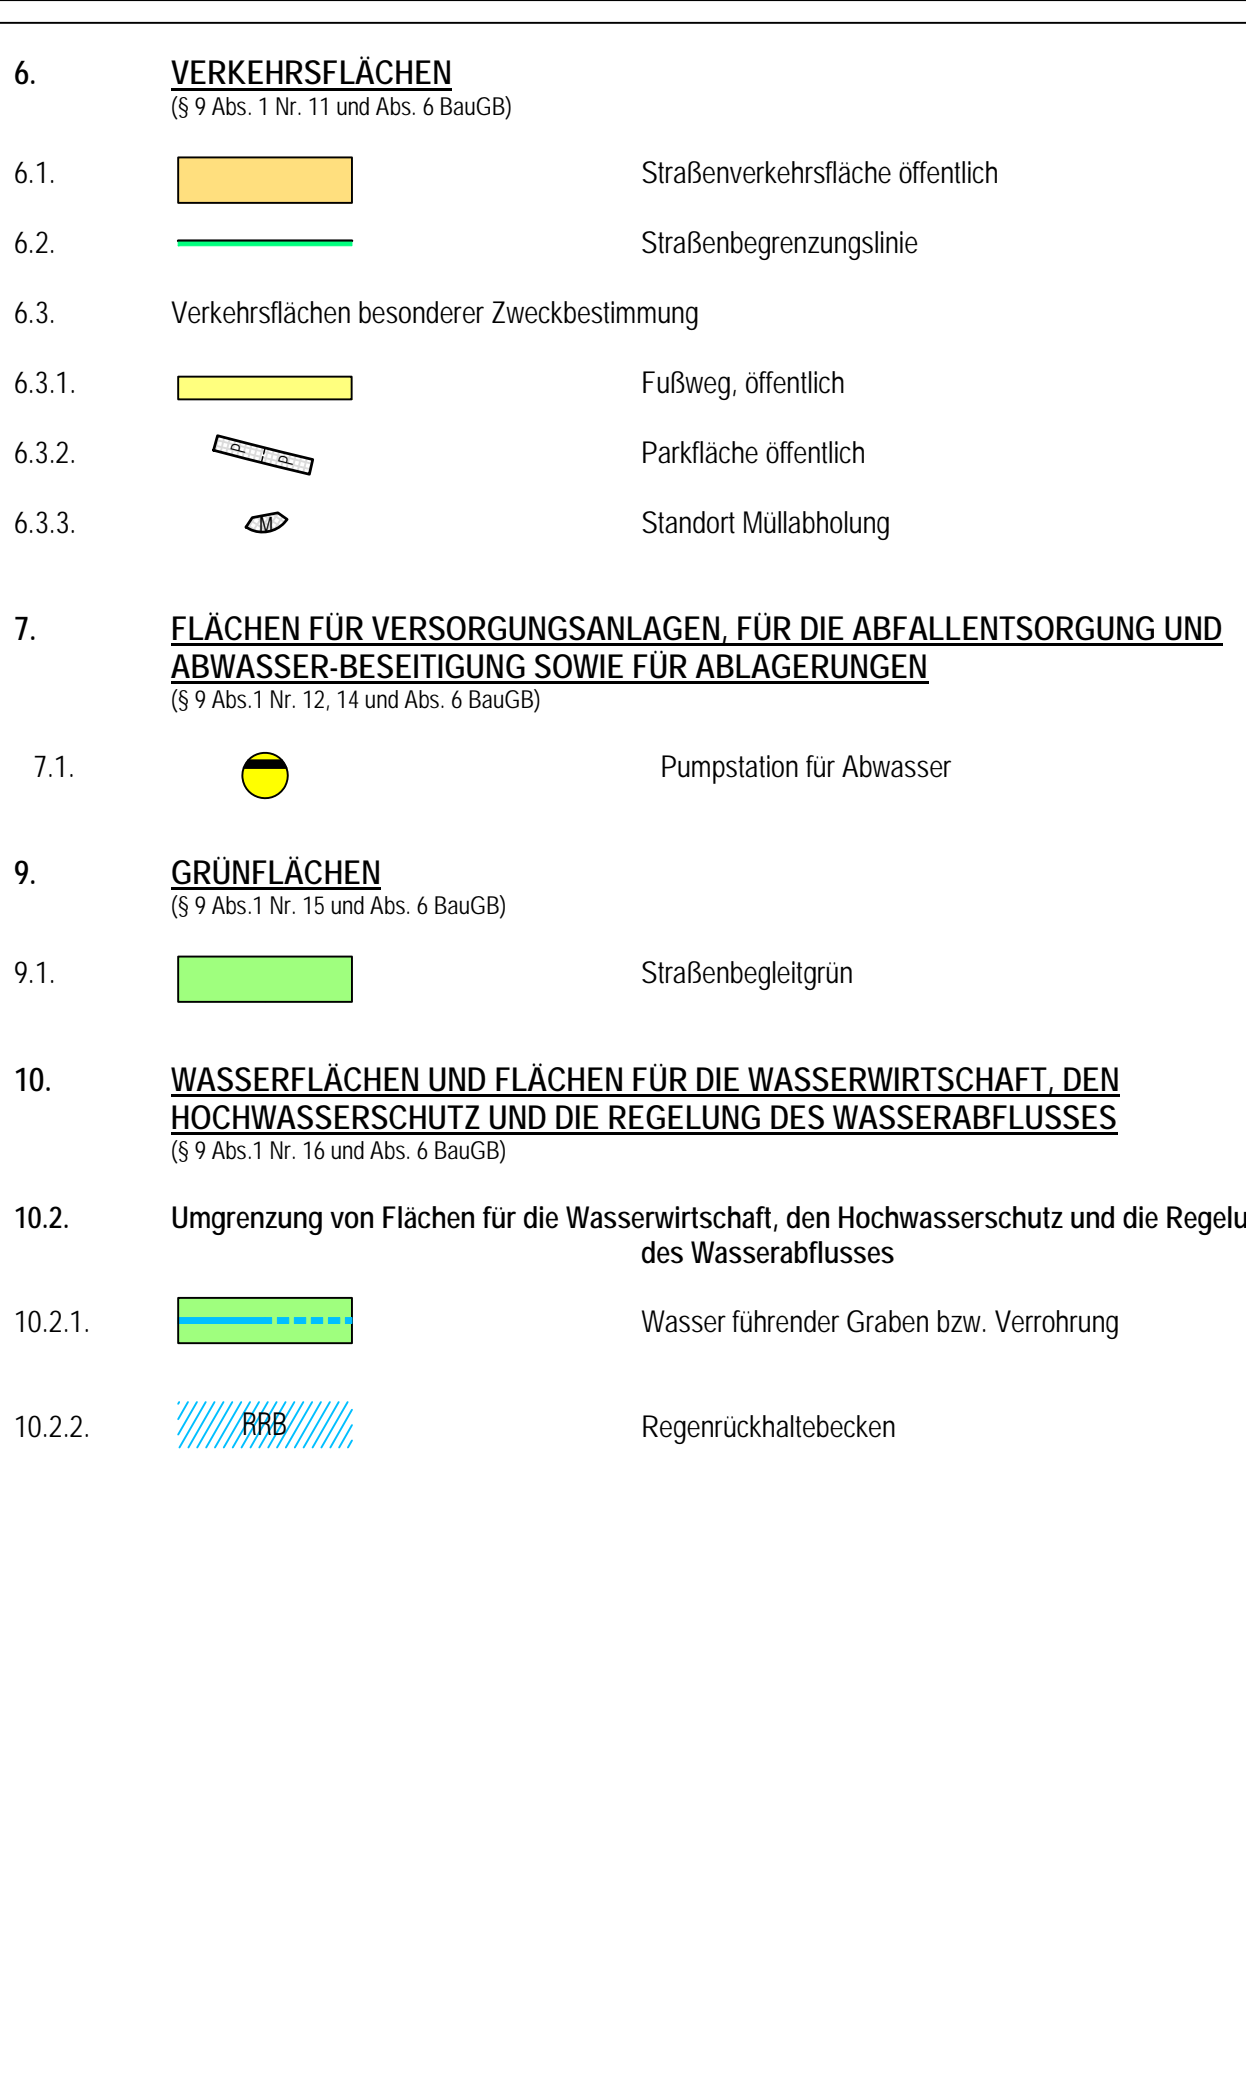 6. VERKEHRSFLÄCHEN
(§ 9 Abs. 1 Nr. 11 und Abs. 6 BauGB)
6.1. Straßenverkehrsfläche öffentlich
6.2. Straßenbegrenzungslinie
6.3. Verkehrsflächen besonderer Zweckbestimmung
6.3.1. Fußweg, öffentlich
6.3.2. P P Parkfläche öffentlich
6.3.3. M Standort Müllabholung
7. FLÄCHEN FÜR VERSORGUNGSANLAGEN, FÜR DIE ABFALLENTSORGUNG UND
ABWASSER-BESEITIGUNG SOWIE FÜR ABLAGERUNGEN
(§ 9 Abs.1 Nr. 12, 14 und Abs. 6 BauGB)
7.1. Pumpstation für Abwasser
9. GRÜNFLÄCHEN
(§ 9 Abs.1 Nr. 15 und Abs. 6 BauGB)
9.1. Straßenbegleitgrün
10. WASSERFLÄCHEN UND FLÄCHEN FÜR DIE WASSERWIRTSCHAFT, DEN
HOCHWASSERSCHUTZ UND DIE REGELUNG DES WASSERABFLUSSES
(§ 9 Abs.1 Nr. 16 und Abs. 6 BauGB)
10.2. Umgrenzung von Flächen für die Wasserwirtschaft, den Hochwasserschutz und die Regelu
des Wasserabflusses
10.2.1. Wasser führender Graben bzw. Verrohrung
10.2.2. RRB Regenrückhaltebecken